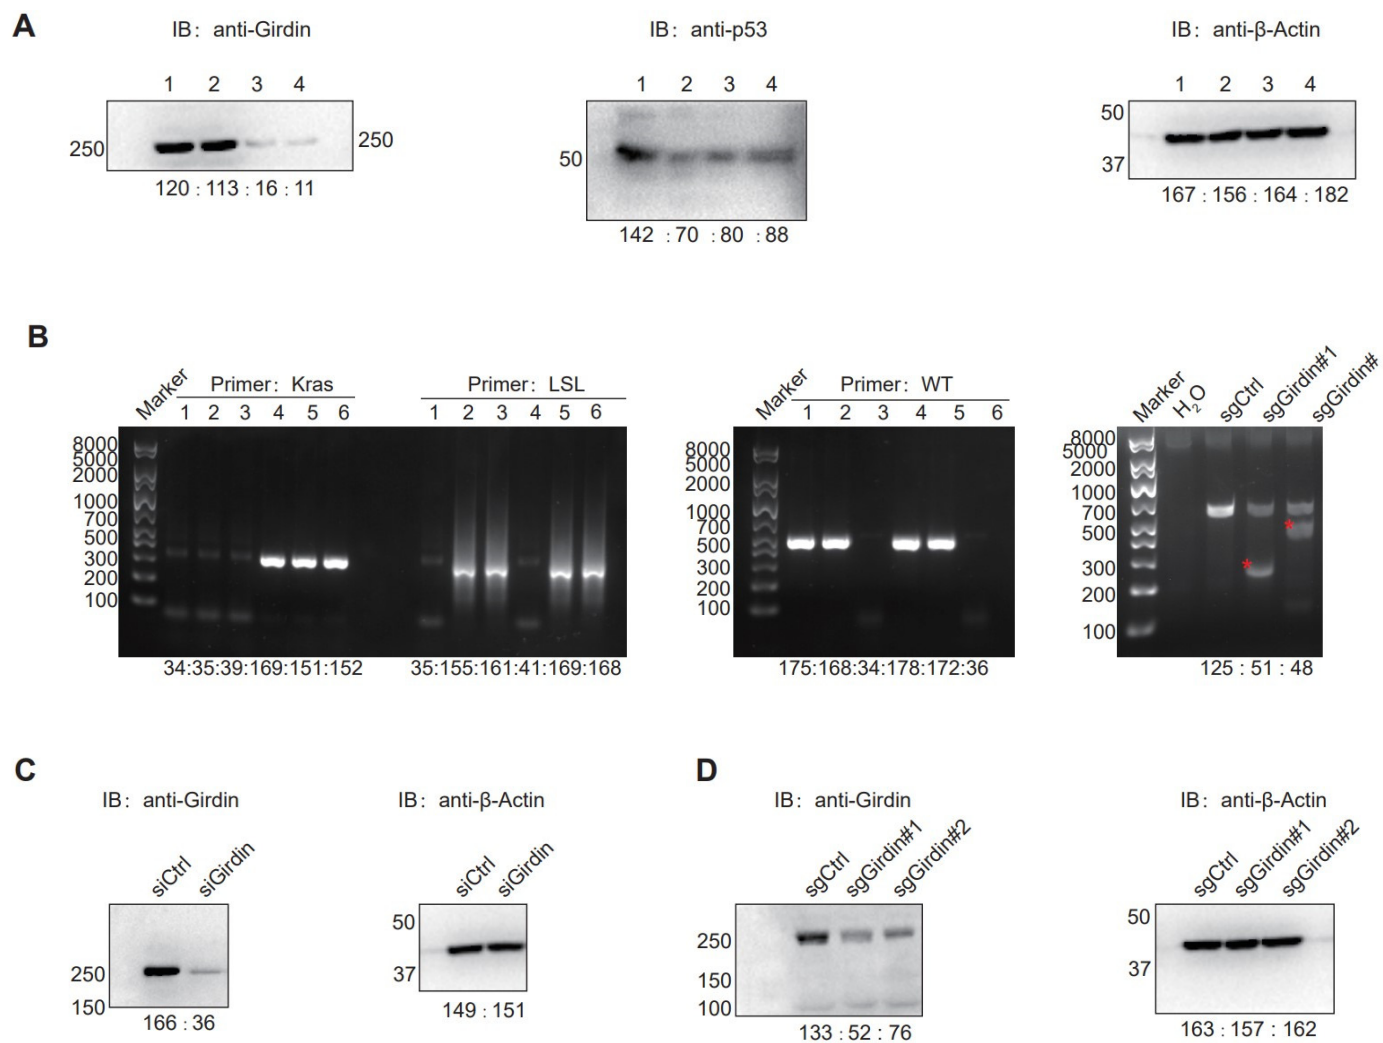 A
IB: anti-Girdin
1 2 3 4
250
250
120 : 113 : 16 : 11
IB: anti-p53
1 2 3 4
50
142 : 70 : 80 : 88
IB: anti-β-Actin
1 2 3 4
50
37
167 : 156 : 164 : 182
B
Marker
Primer: Kras
1 2 3 4 5 6
Primer: LSL
1 2 3 4 5 6
8000
5000
2000
1000
700
500
300
200
100
34:35:39:169:151:152
35:155:161:41:169:168
Marker
Primer: WT
1 2 3 4 5 6
8000
5000
2000
1000
700
500
300
200
100
175:168:34:178:172:36
Marker
H₂O
sgCtrl
sgGirdin#1
sgGirdin#
8000
5000
2000
1000
700
500
300
200
100
*
*
125 : 51 : 48
C
IB: anti-Girdin
siCtrl
siGirdin
250
150
166 : 36
IB: anti-β-Actin
siCtrl
siGirdin
50
37
149 : 151
D
IB: anti-Girdin
sgCtrl
sgGirdin#1
sgGirdin#2
250
150
100
133 : 52 : 76
IB: anti-β-Actin
sgCtrl
sgGirdin#1
sgGirdin#2
50
37
163 : 157 : 162